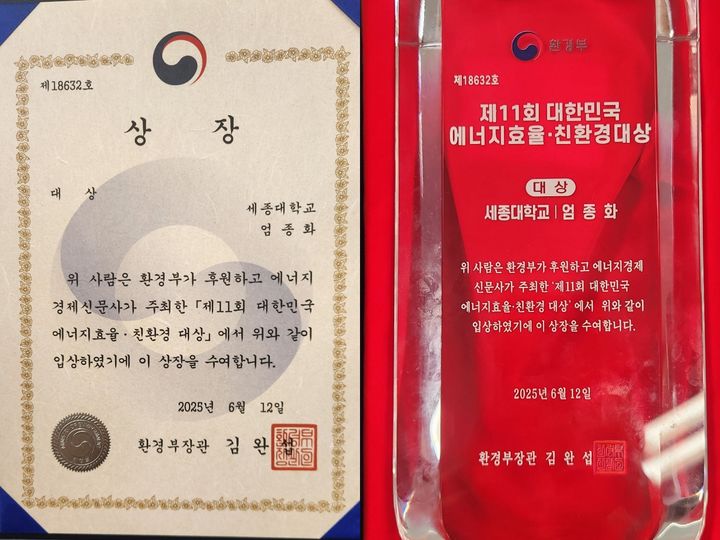 제18632호
상 장
대 상
세종대학교
엄 종 화
위 사람은 환경부가 후원하고 에너지
경제신문사가 주최한 「제11회 대한민국
에너지효율·친환경 대상」에서 위와 같이
입상하였기에 이 상장을 수여합니다.
2025년 6월 12일
환경부장관 김 완 섭
환경부
제18632호
제11회 대한민국
에너지효율·친환경대상
대 상
세종대학교 | 엄 종 화
위 사람은 환경부가 후원하고 에너지경제
신문사가 주최한 '제11회 대한민국
에너지효율·친환경 대상' 에서 위와 같이
입상하였기에 이 상장을 수여합니다.
2025년 6월 12일
환경부장관 김 완 섭